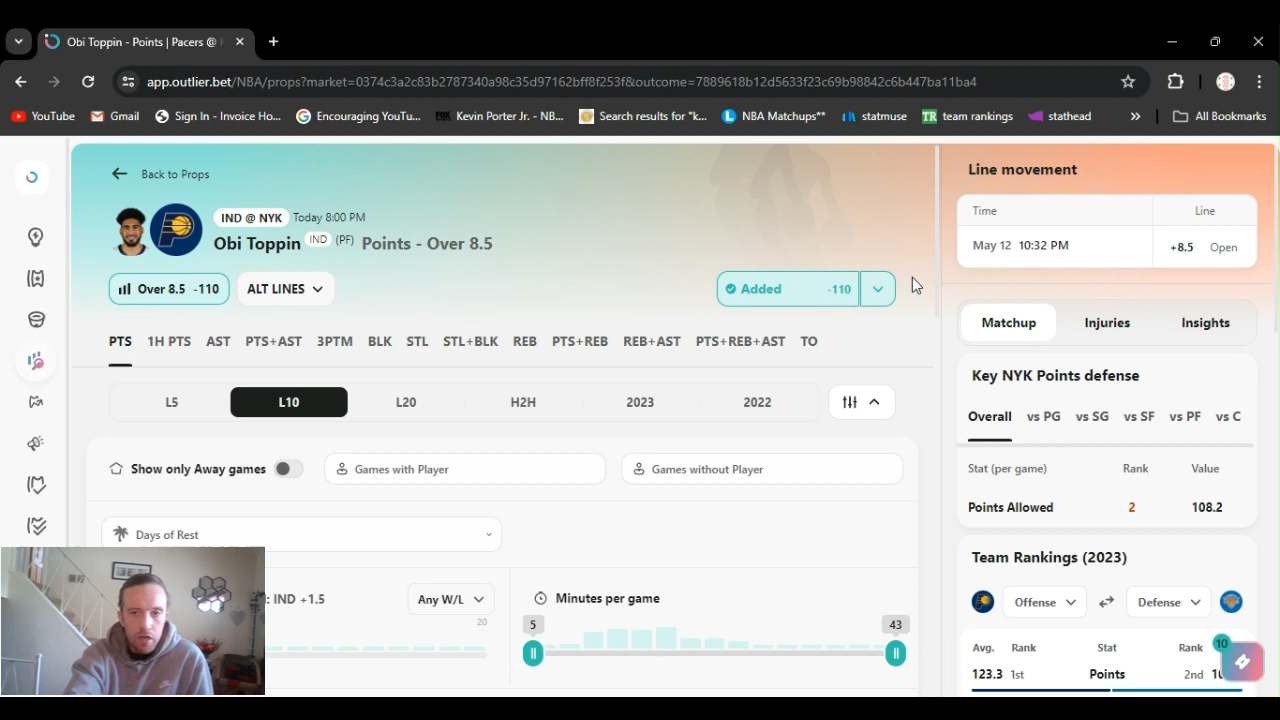 Obi Toppin - Points | Pacers @
app.outlier.bet/NBA/props?market=0374c3a2c83b2787340a98c35d97162bff8f253f&outcome=7889618b12d5633f23c69b98842c6b447ba11ba4
YouTube Gmail Sign In - Invoice Ho... Encouraging YouTu... FOX Kevin Porter Jr. - NB... Search results for "k... L NBA Matchups** statmuse TR team rankings stathead » All Bookmarks
Back to Props
IND @ NYK Today 8:00 PM
Obi Toppin IND (PF) Points - Over 8.5
Over 8.5 -110 ALT LINES Added -110
PTS 1H PTS AST PTS+AST 3PTM BLK STL STL+BLK REB PTS+REB REB+AST PTS+REB+AST TO
L5 L10 L20 H2H 2023 2022
Show only Away games Games with Player Games without Player
Days of Rest
: IND +1.5 Any W/L
20
Minutes per game
5 43
Line movement
Time Line
May 12 10:32 PM +8.5 Open
Matchup Injuries Insights
Key NYK Points defense
Overall vs PG vs SG vs SF vs PF vs C
Stat (per game) Rank Value
Points Allowed 2 108.2
Team Rankings (2023)
Offense Defense
Avg. Rank Stat Rank
10
123.3 1st Points 2nd